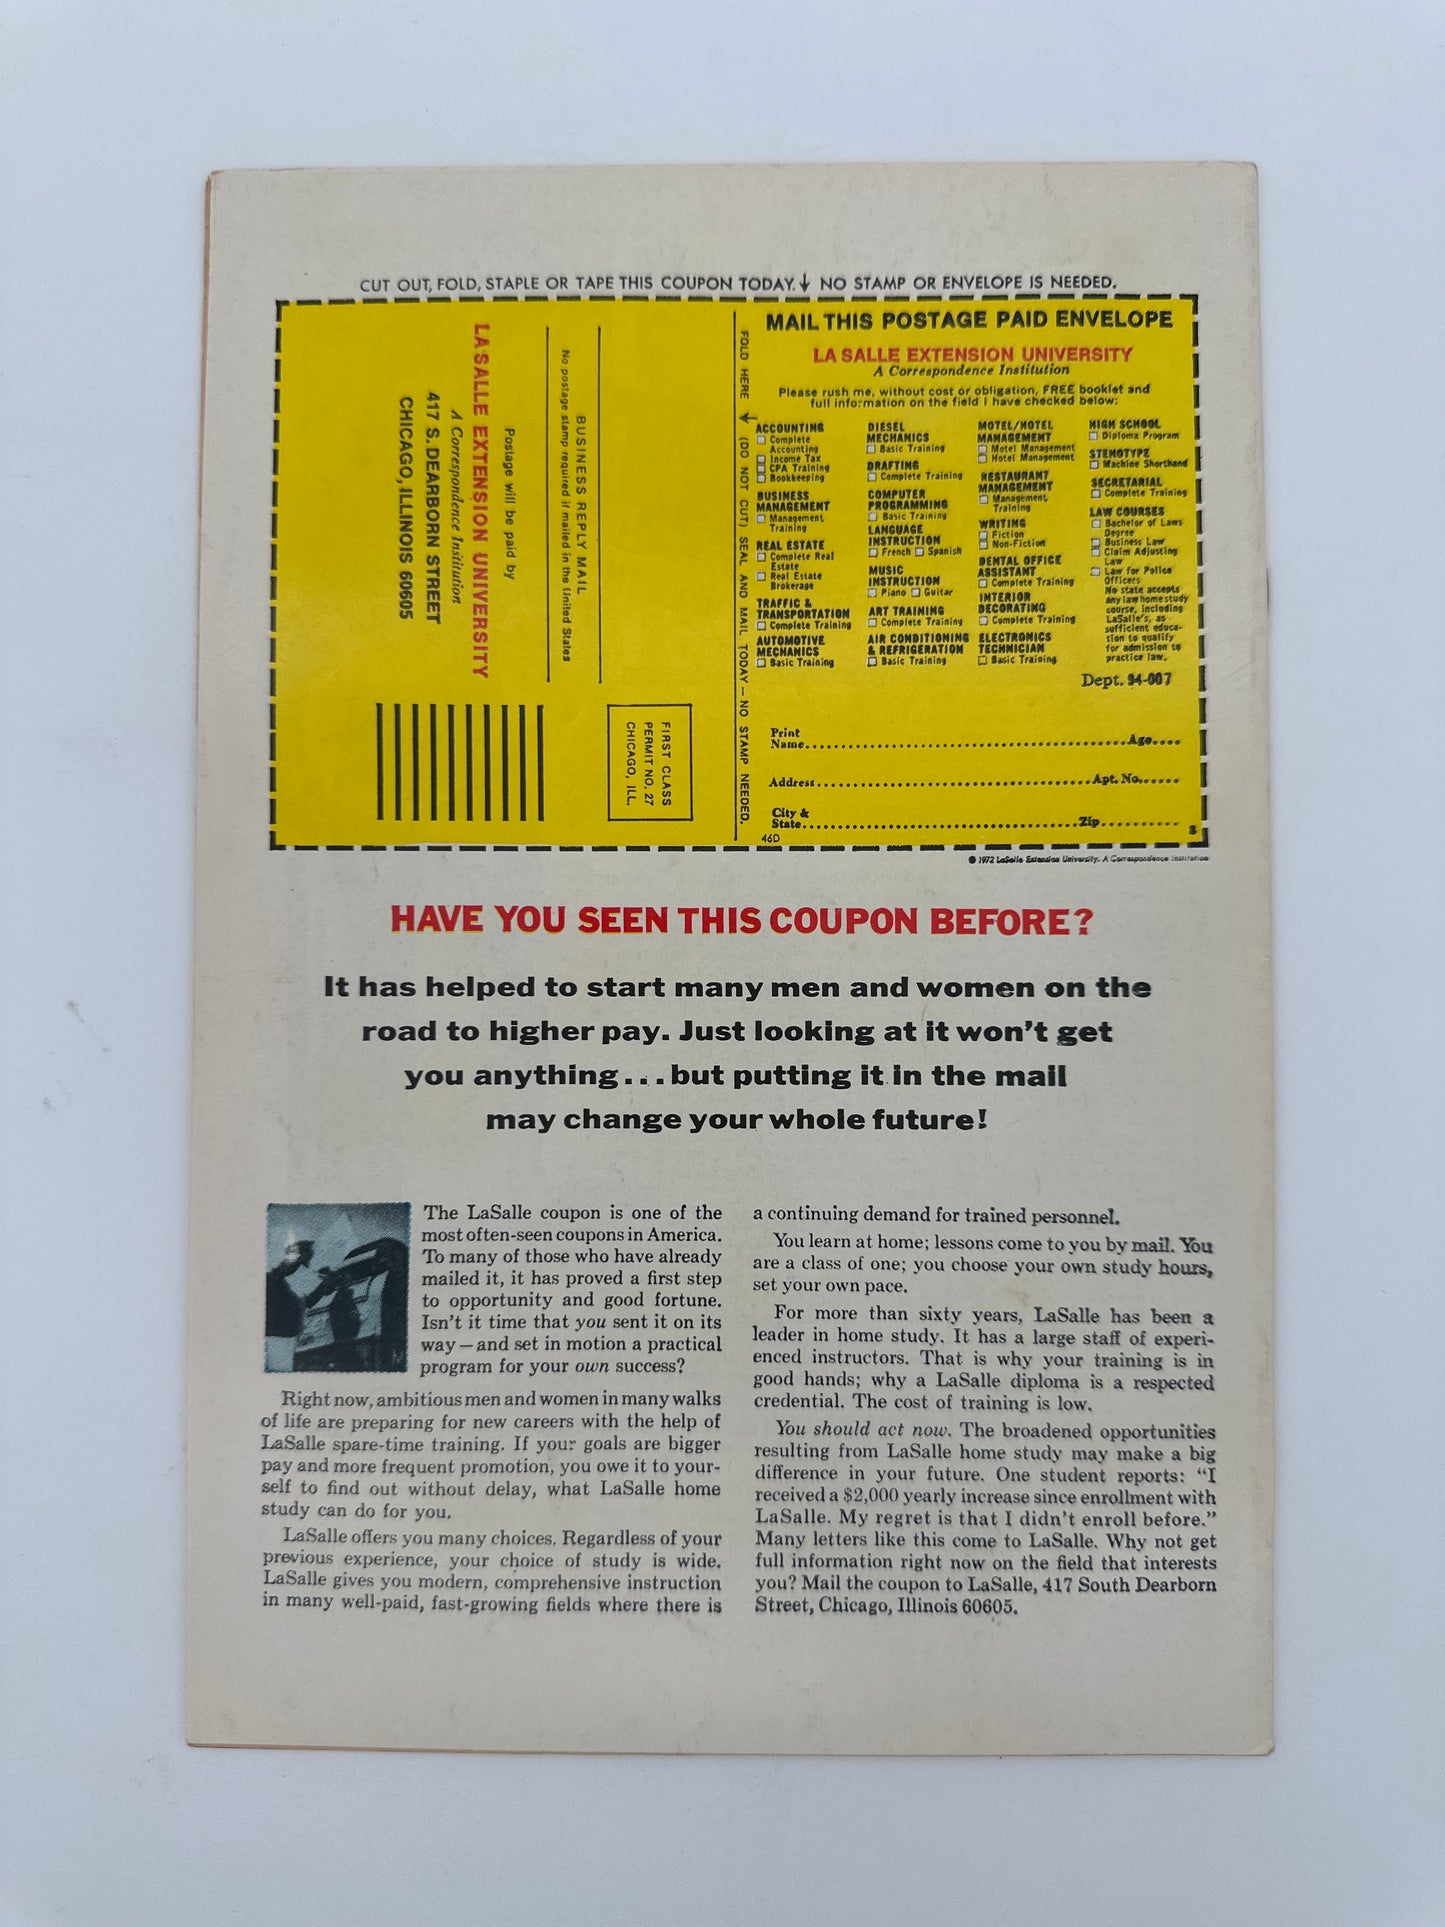 CUT OUT, FOLD, STAPLE OR TAPE THIS COUPON TODAY.↓ NO STAMP OR ENVELOPE IS NEEDED.
BUSINESS REPLY MAIL
No postage stamp required if mailed in the United States
Postage will be paid by
LA SALLE EXTENSION UNIVERSITY
A Correspondence Institution
417 S. DEARBORN STREET
CHICAGO, ILLINOIS 60605
FIRST CLASS
PERMIT NO. 27
CHICAGO, ILL.
FOLD HERE ↓ (DO NOT CUT) SEAL AND MAIL TODAY — NO STAMP NEEDED.
MAIL THIS POSTAGE PAID ENVELOPE
LA SALLE EXTENSION UNIVERSITY
A Correspondence Institution
Please rush me, without cost or obligation, FREE booklet and
full information on the field I have checked below:
ACCOUNTING
☐ Complete
Accounting
☐ Income Tax
☐ CPA Training
☐ Bookkeeping
BUSINESS
MANAGEMENT
☐ Management
Training
REAL ESTATE
☐ Complete Real
Estate
☐ Real Estate
Brokerage
TRAFFIC &
TRANSPORTATION
☐ Complete Training
AUTOMOTIVE
MECHANICS
☐ Basic Training
DIESEL
MECHANICS
☐ Basic Training
DRAFTING
☐ Complete Training
COMPUTER
PROGRAMMING
☐ Basic Training
LANGUAGE
INSTRUCTION
☐ French ☐ Spanish
MUSIC
INSTRUCTION
☐ Piano ☐ Guitar
ART TRAINING
☐ Complete Training
AIR CONDITIONING
& REFRIGERATION
☐ Basic Training
MOTEL/HOTEL
MANAGEMENT
☐ Motel Management
☐ Hotel Management
RESTAURANT
MANAGEMENT
☐ Management
Training
WRITING
☐ Fiction
☐ Non-Fiction
DENTAL OFFICE
ASSISTANT
☐ Complete Training
INTERIOR
DECORATING
☐ Complete Training
ELECTRONICS
TECHNICIAN
☐ Basic Training
HIGH SCHOOL
☐ Diploma Program
STENOTYPE
☐ Machine Shorthand
SECRETARIAL
☐ Complete Training
LAW COURSES
☐ Bachelor of Laws
Degree
☐ Business Law
☐ Claim Adjusting
Law
☐ Law for Police
Officers
No state accepts
any law home study
course, including
LaSalle's, as
sufficient educa-
tion to qualify
for admission to
practice law.
Dept. 94-007
Print
Name........Age....
Address........Apt. No......
City &
State........Zip........
46D
© 1972 LaSalle Extension University. A Correspondence Institution
HAVE YOU SEEN THIS COUPON BEFORE?
It has helped to start many men and women on the
road to higher pay. Just looking at it won't get
you anything...but putting it in the mail
may change your whole future!
The LaSalle coupon is one of the
most often-seen coupons in America.
To many of those who have already
mailed it, it has proved a first step
to opportunity and good fortune.
Isn't it time that you sent it on its
way—and set in motion a practical
program for your own success?
Right now, ambitious men and women in many walks
of life are preparing for new careers with the help of
LaSalle spare-time training. If your goals are bigger
pay and more frequent promotion, you owe it to your-
self to find out without delay, what LaSalle home
study can do for you.
LaSalle offers you many choices. Regardless of your
previous experience, your choice of study is wide.
LaSalle gives you modern, comprehensive instruction
in many well-paid, fast-growing fields where there is
a continuing demand for trained personnel.
You learn at home; lessons come to you by mail. You
are a class of one; you choose your own study hours,
set your own pace.
For more than sixty years, LaSalle has been a
leader in home study. It has a large staff of experi-
enced instructors. That is why your training is in
good hands; why a LaSalle diploma is a respected
credential. The cost of training is low.
You should act now. The broadened opportunities
resulting from LaSalle home study may make a big
difference in your future. One student reports: "I
received a $2,000 yearly increase since enrollment with
LaSalle. My regret is that I didn't enroll before."
Many letters like this come to LaSalle. Why not get
full information right now on the field that interests
you? Mail the coupon to LaSalle, 417 South Dearborn
Street, Chicago, Illinois 60605.